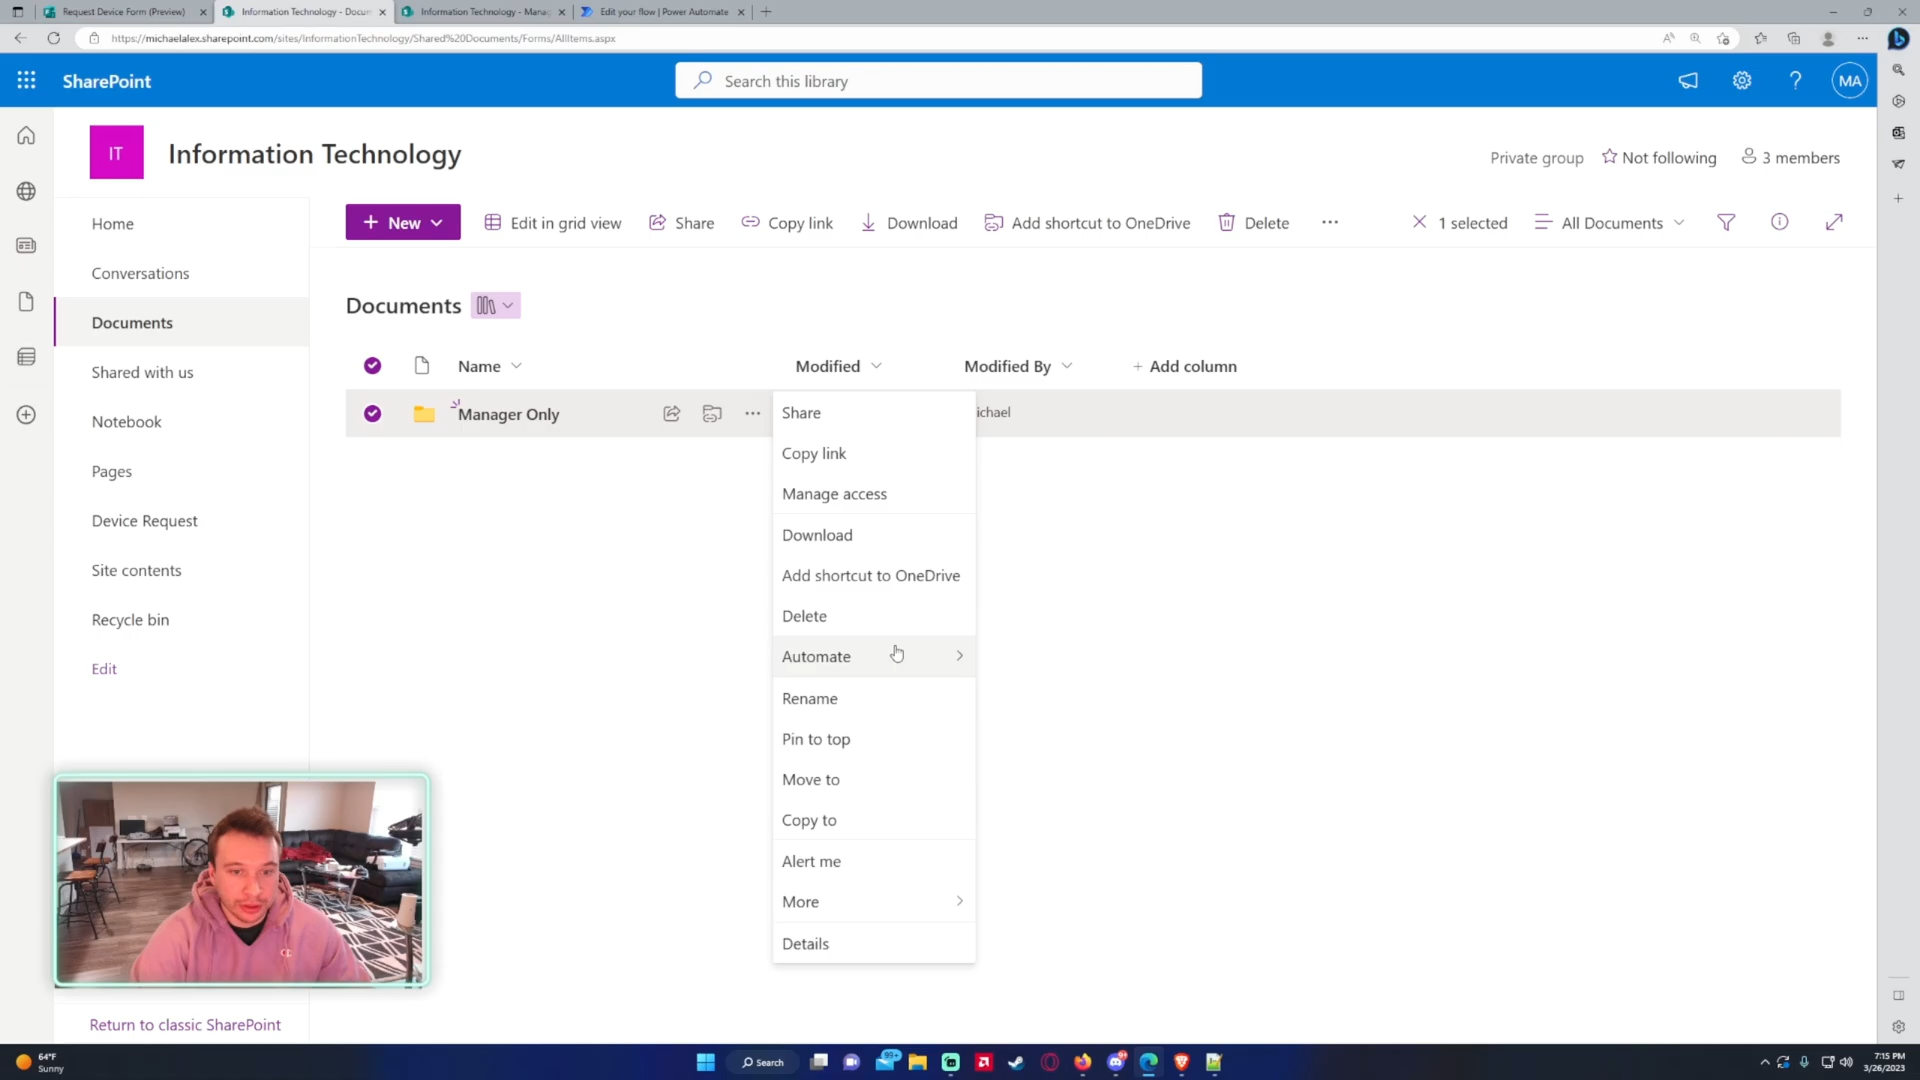 Request Device Form (Preview)
Information Technology - Docum
Information Technology - Manag
Edit your flow | Power Automate
https://michaelalex.sharepoint.com/sites/InformationTechnology/Shared%20Documents/Forms/AllItems.aspx
SharePoint
Search this library
MA
IT
Information Technology
Private group
Not following
3 members
Home
Conversations
Documents
Shared with us
Notebook
Pages
Device Request
Site contents
Recycle bin
Edit
Return to classic SharePoint
New
Edit in grid view
Share
Copy link
Download
Add shortcut to OneDrive
Delete
1 selected
All Documents
Documents
Name
Modified
Modified By
Add column
Manager Only
ichael
Share
Copy link
Manage access
Download
Add shortcut to OneDrive
Delete
Automate
Rename
Pin to top
Move to
Copy to
Alert me
More
Details
64°F
Sunny
Search
99+
7:15 PM
3/26/2023